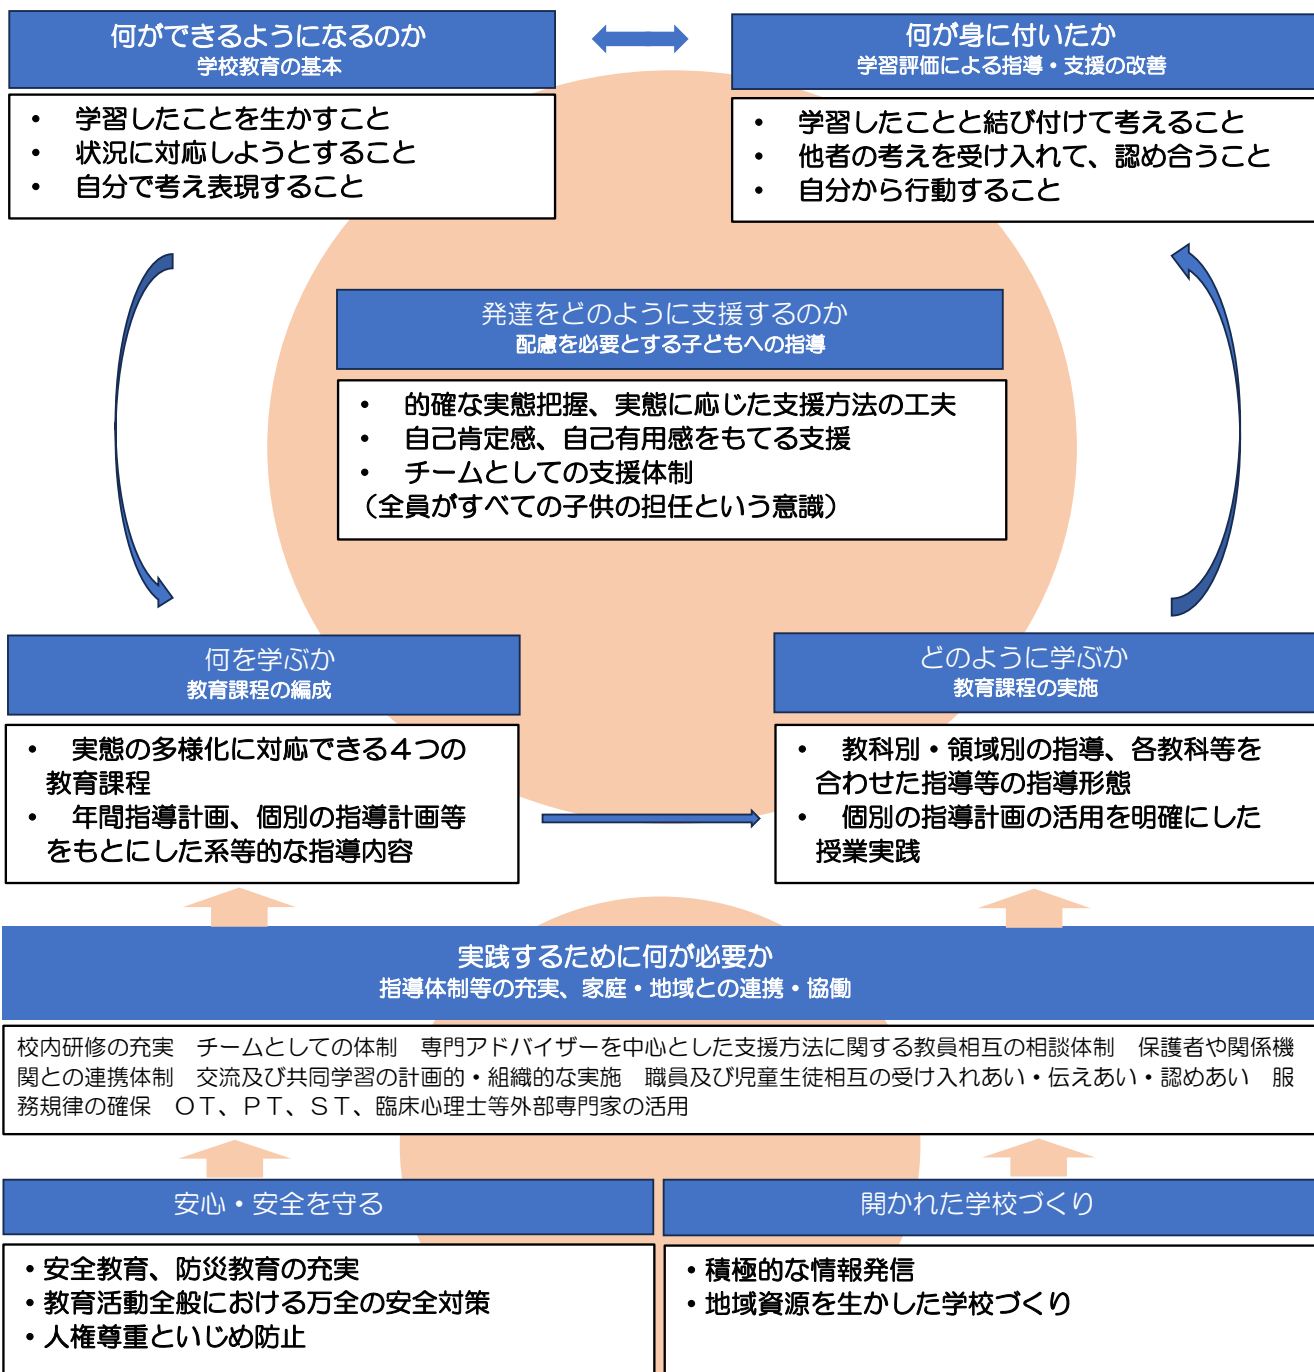 何ができるようになるのか
学校教育の基本
・ 学習したことを生かすこと
・ 状況に対応しようとすること
・ 自分で考え表現すること
何が身に付いたか
学習評価による指導・支援の改善
・ 学習したことと結び付けて考えること
・ 他者の考えを受け入れて、認め合うこと
・ 自分から行動すること
発達をどのように支援するのか
配慮を必要とする子どもへの指導
・ 的確な実態把握、実態に応じた支援方法の工夫
・ 自己肯定感、自己有用感をもてる支援
・ チームとしての支援体制
（全員がすべての子供の担任という意識）
何を学ぶか
教育課程の編成
・ 実態の多様化に対応できる４つの
教育課程
・ 年間指導計画、個別の指導計画等
をもとにした系等的な指導内容
どのように学ぶか
教育課程の実施
・ 教科別・領域別の指導、各教科等を
合わせた指導等の指導形態
・ 個別の指導計画の活用を明確にした
授業実践
実践するために何が必要か
指導体制等の充実、家庭・地域との連携・協働
校内研修の充実　チームとしての体制　専門アドバイザーを中心とした支援方法に関する教員相互の相談体制　保護者や関係機
関との連携体制　交流及び共同学習の計画的・組織的な実施　職員及び児童生徒相互の受け入れあい・伝えあい・認めあい　服
務規律の確保　ＯＴ、ＰＴ、ＳＴ、臨床心理士等外部専門家の活用
安心・安全を守る
・安全教育、防災教育の充実
・教育活動全般における万全の安全対策
・人権尊重といじめ防止
開かれた学校づくり
・積極的な情報発信
・地域資源を生かした学校づくり